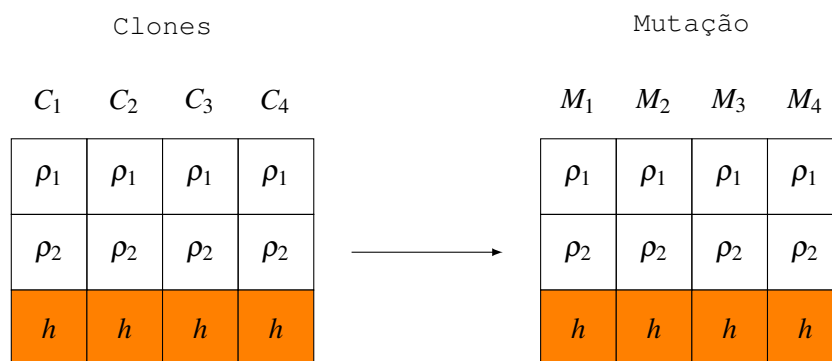 Clones Mutação
C₁ C₂ C₃ C₄ M₁ M₂ M₃ M₄
ρ₁ ρ₁ ρ₁ ρ₁ ρ₁ ρ₁ ρ₁ ρ₁
ρ₂ ρ₂ ρ₂ ρ₂ ρ₂ ρ₂ ρ₂ ρ₂
h h h h h h h h